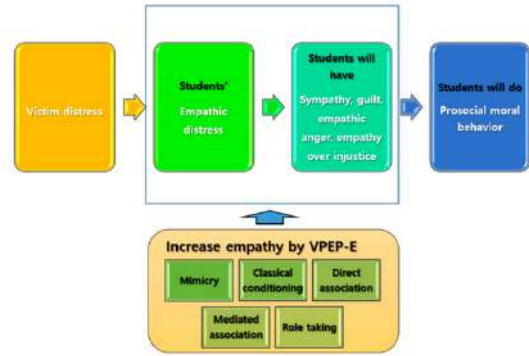 Victim distress
Students'
Empathic
distress
Students will
have
Sympathy, guilt,
empathic
anger, empathy
over injustice
Students will do
Prosocial moral
behavior
Increase empathy by VPEP-E
Mimicry
Classical
conditioning
Direct
association
Mediated
association
Role taking